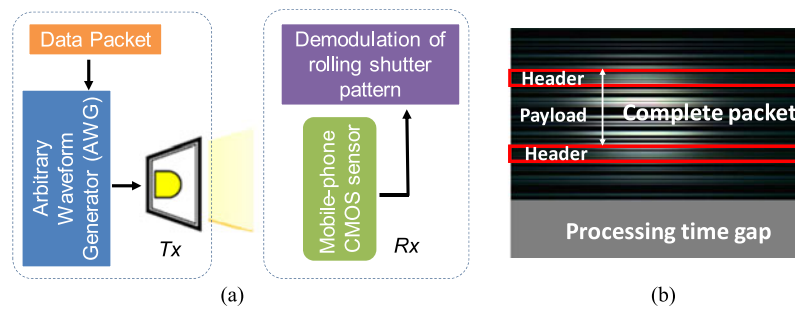 Data Packet
Arbitrary
Waveform
Generator (AWG)
Tx
Demodulation of
rolling shutter
pattern
Mobile-phone
CMOS sensor
Rx
(a)
Header
Payload
Complete packet
Header
Processing time gap
(b)